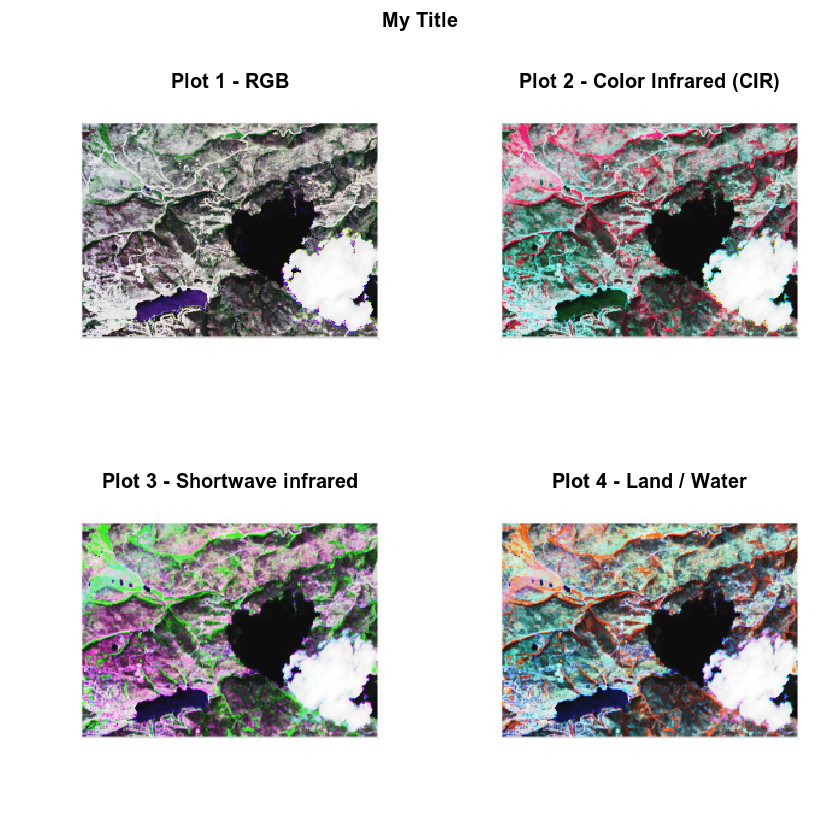 My Title
Plot 1 - RGB
Plot 2 - Color Infrared (CIR)
Plot 3 - Shortwave infrared
Plot 4 - Land / Water